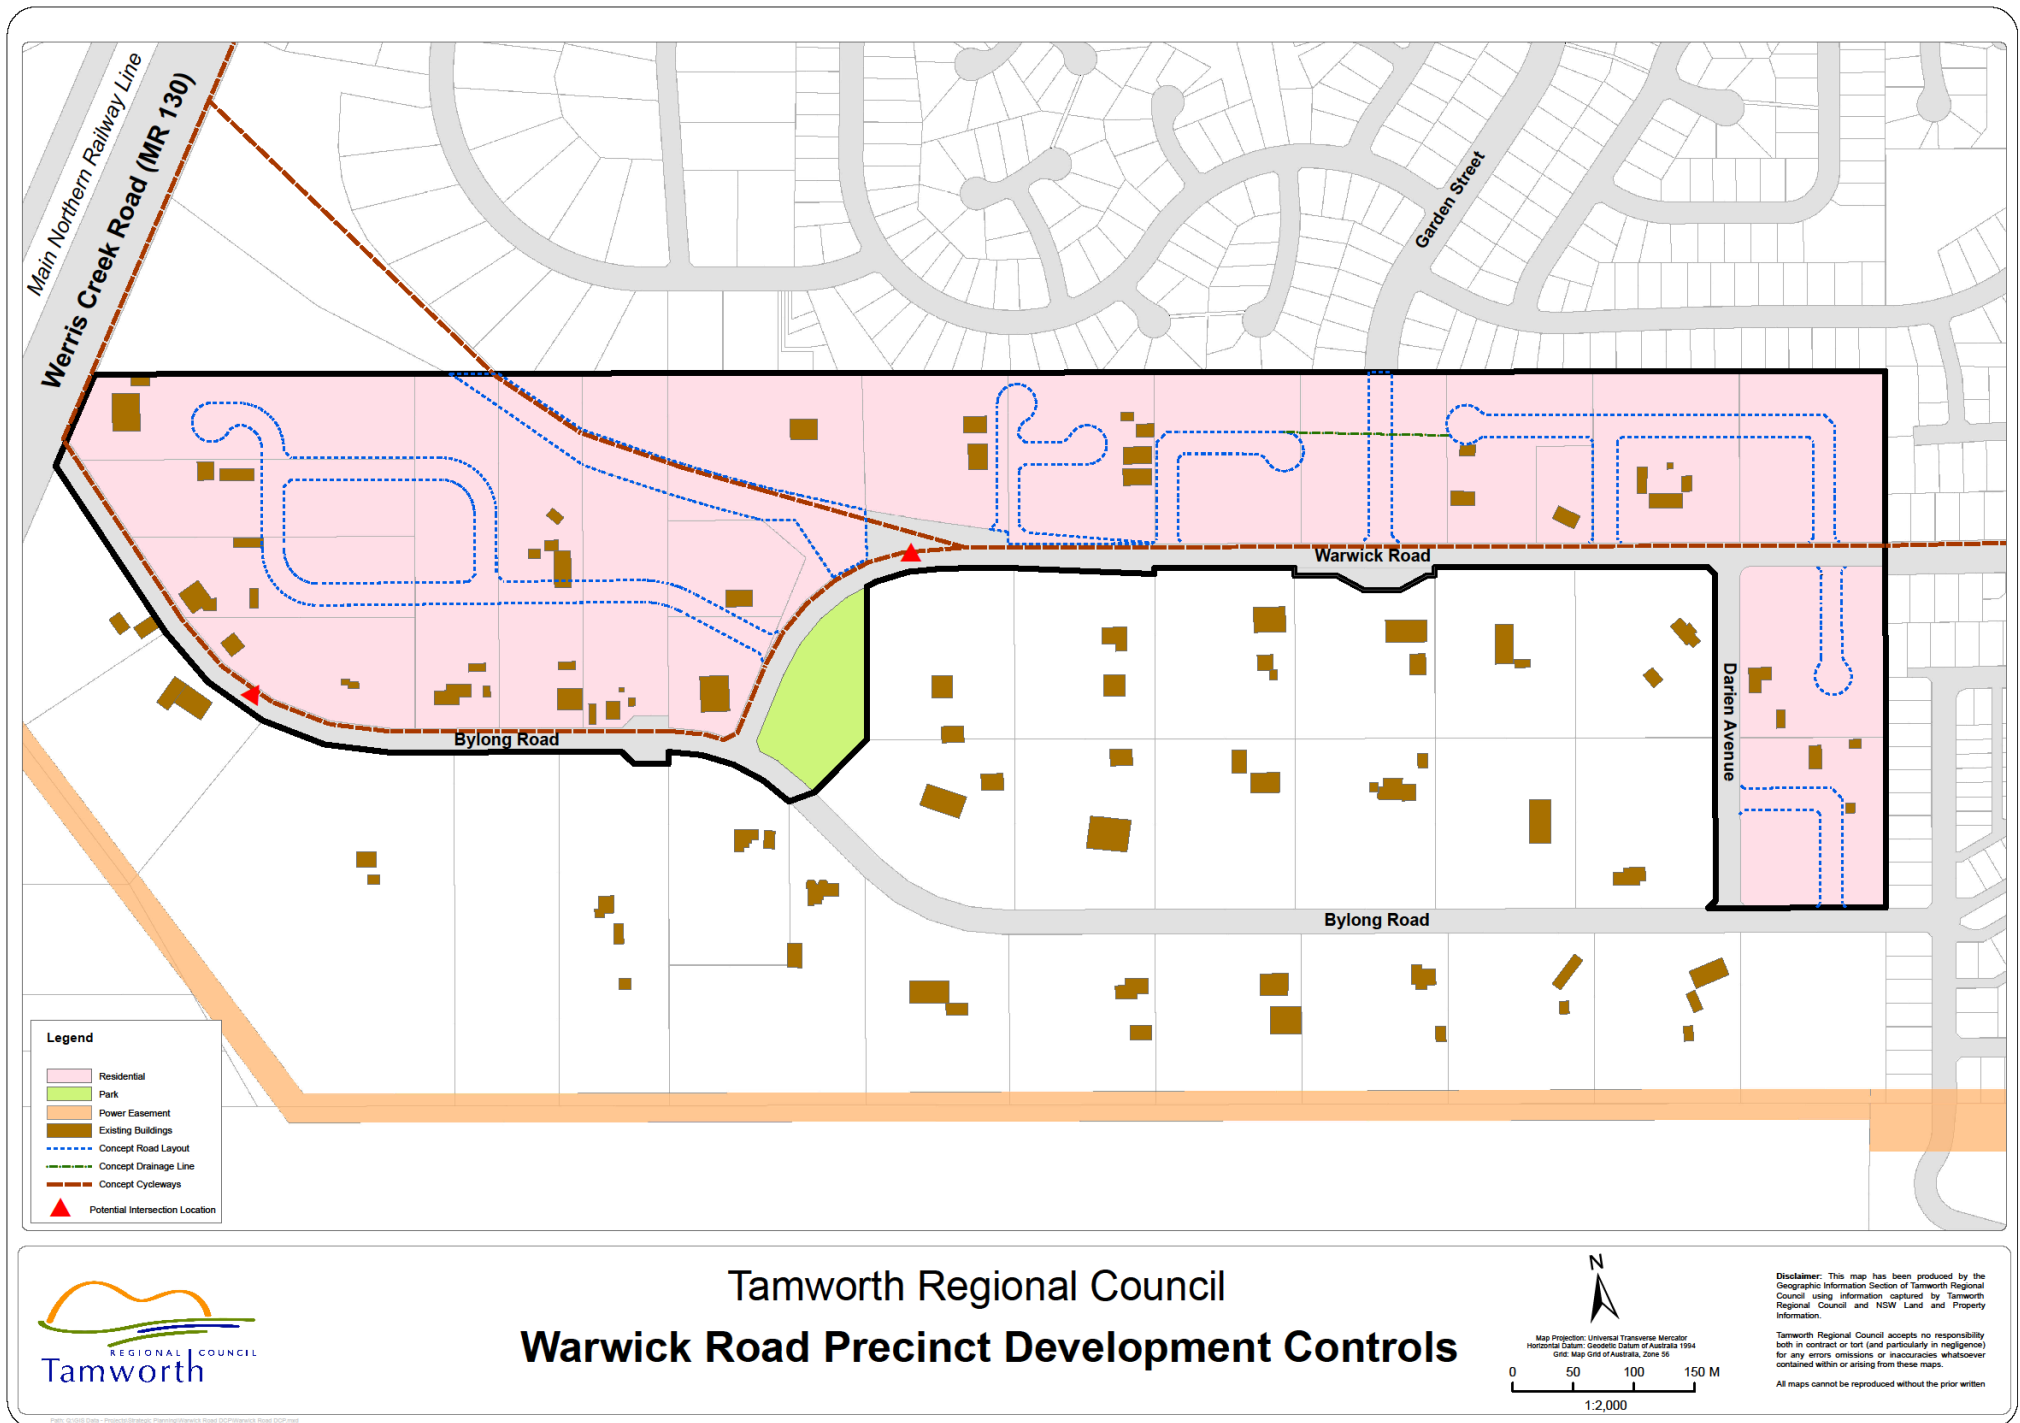 Main Northern Railway Line
Werris Creek Road (MR 130)
Garden Street
Warwick Road
Darien Avenue
Bylong Road
Bylong Road
Legend
Residential
Park
Power Easement
Existing Buildings
Concept Road Layout
Concept Drainage Line
Concept Cycleways
Potential Intersection Location
REGIONAL COUNCIL
Tamworth
Tamworth Regional Council
Warwick Road Precinct Development Controls
N
Map Projection: Universal Transverse Mercator
Horizontal Datum: Geodetic Datum of Australia 1994
Grid: Map Grid of Australia, Zone 56
0 50 100 150 M
1:2,000
Disclaimer: This map has been produced by the
Geographic Information Section of Tamworth Regional
Council using information captured by Tamworth
Regional Council and NSW Land and Property
Information.
Tamworth Regional Council accepts no responsibility
both in contract or tort (and particularly in negligence)
for any errors omissions or inaccuracies whatsoever
contained within or arising from these maps.
All maps cannot be reproduced without the prior written